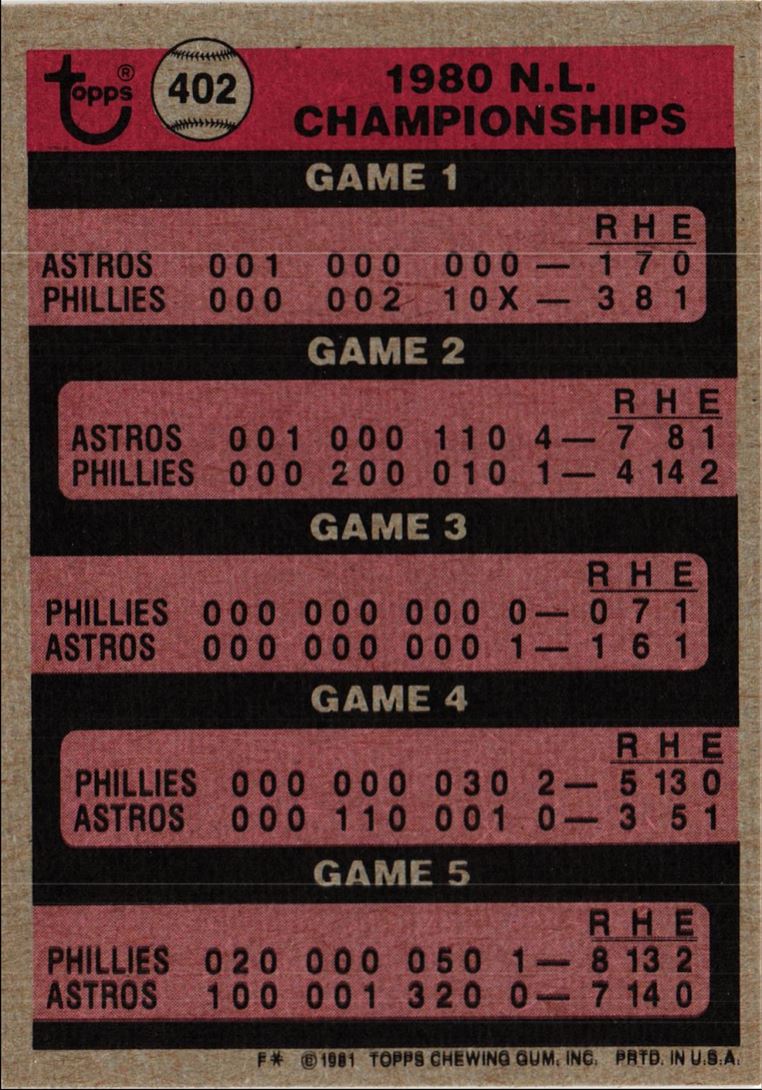 Topps® 402 1980 N.L.
CHAMPIONSHIPS
GAME 1
R H E
ASTROS 001 000 000 — 1 7 0
PHILLIES 000 002 10X — 3 8 1
GAME 2
R H E
ASTROS 001 000 110 4 — 7 8 1
PHILLIES 000 200 010 1 — 4 14 2
GAME 3
R H E
PHILLIES 000 000 000 0 — 0 7 1
ASTROS 000 000 000 1 — 1 6 1
GAME 4
R H E
PHILLIES 000 000 030 2 — 5 13 0
ASTROS 000 110 001 0 — 3 5 1
GAME 5
R H E
PHILLIES 020 000 050 1 — 8 13 2
ASTROS 100 001 320 0 — 7 14 0
F* ©1981 TOPPS CHEWING GUM, INC. PRTD. IN U.S.A.